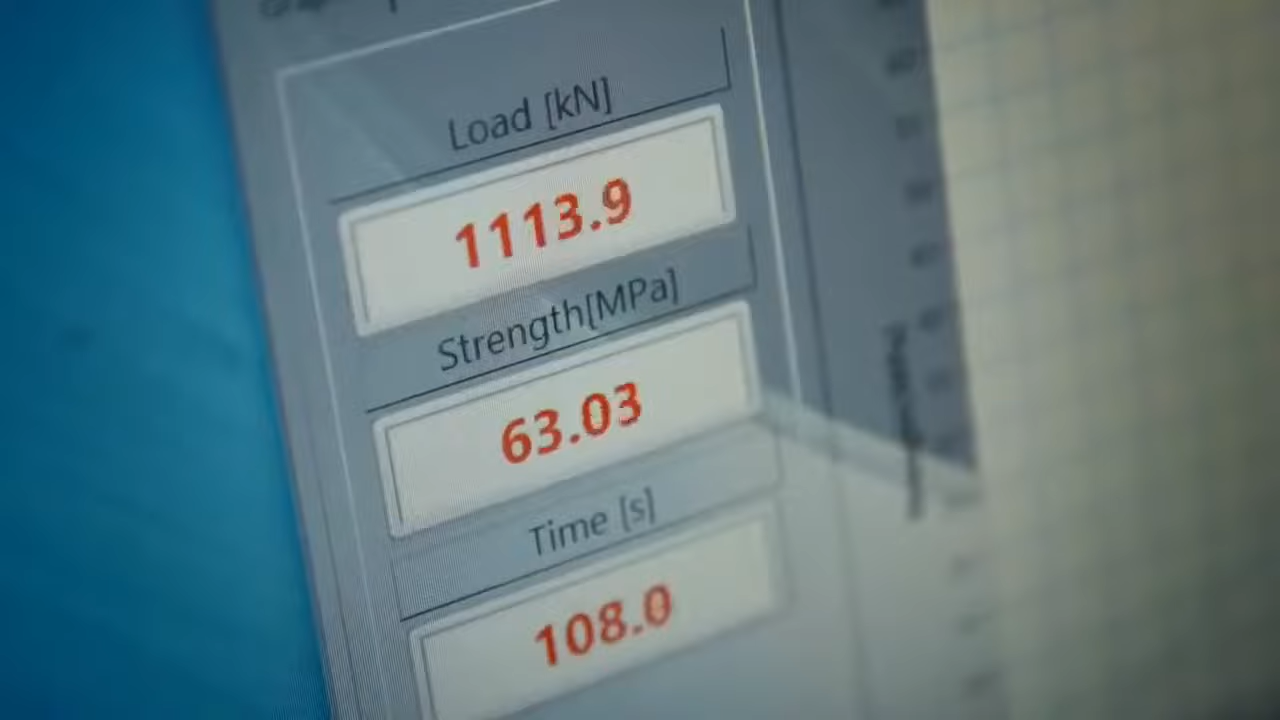 Load [kN]
1113.9
Strength[MPa]
63.03
Time [s]
108.0